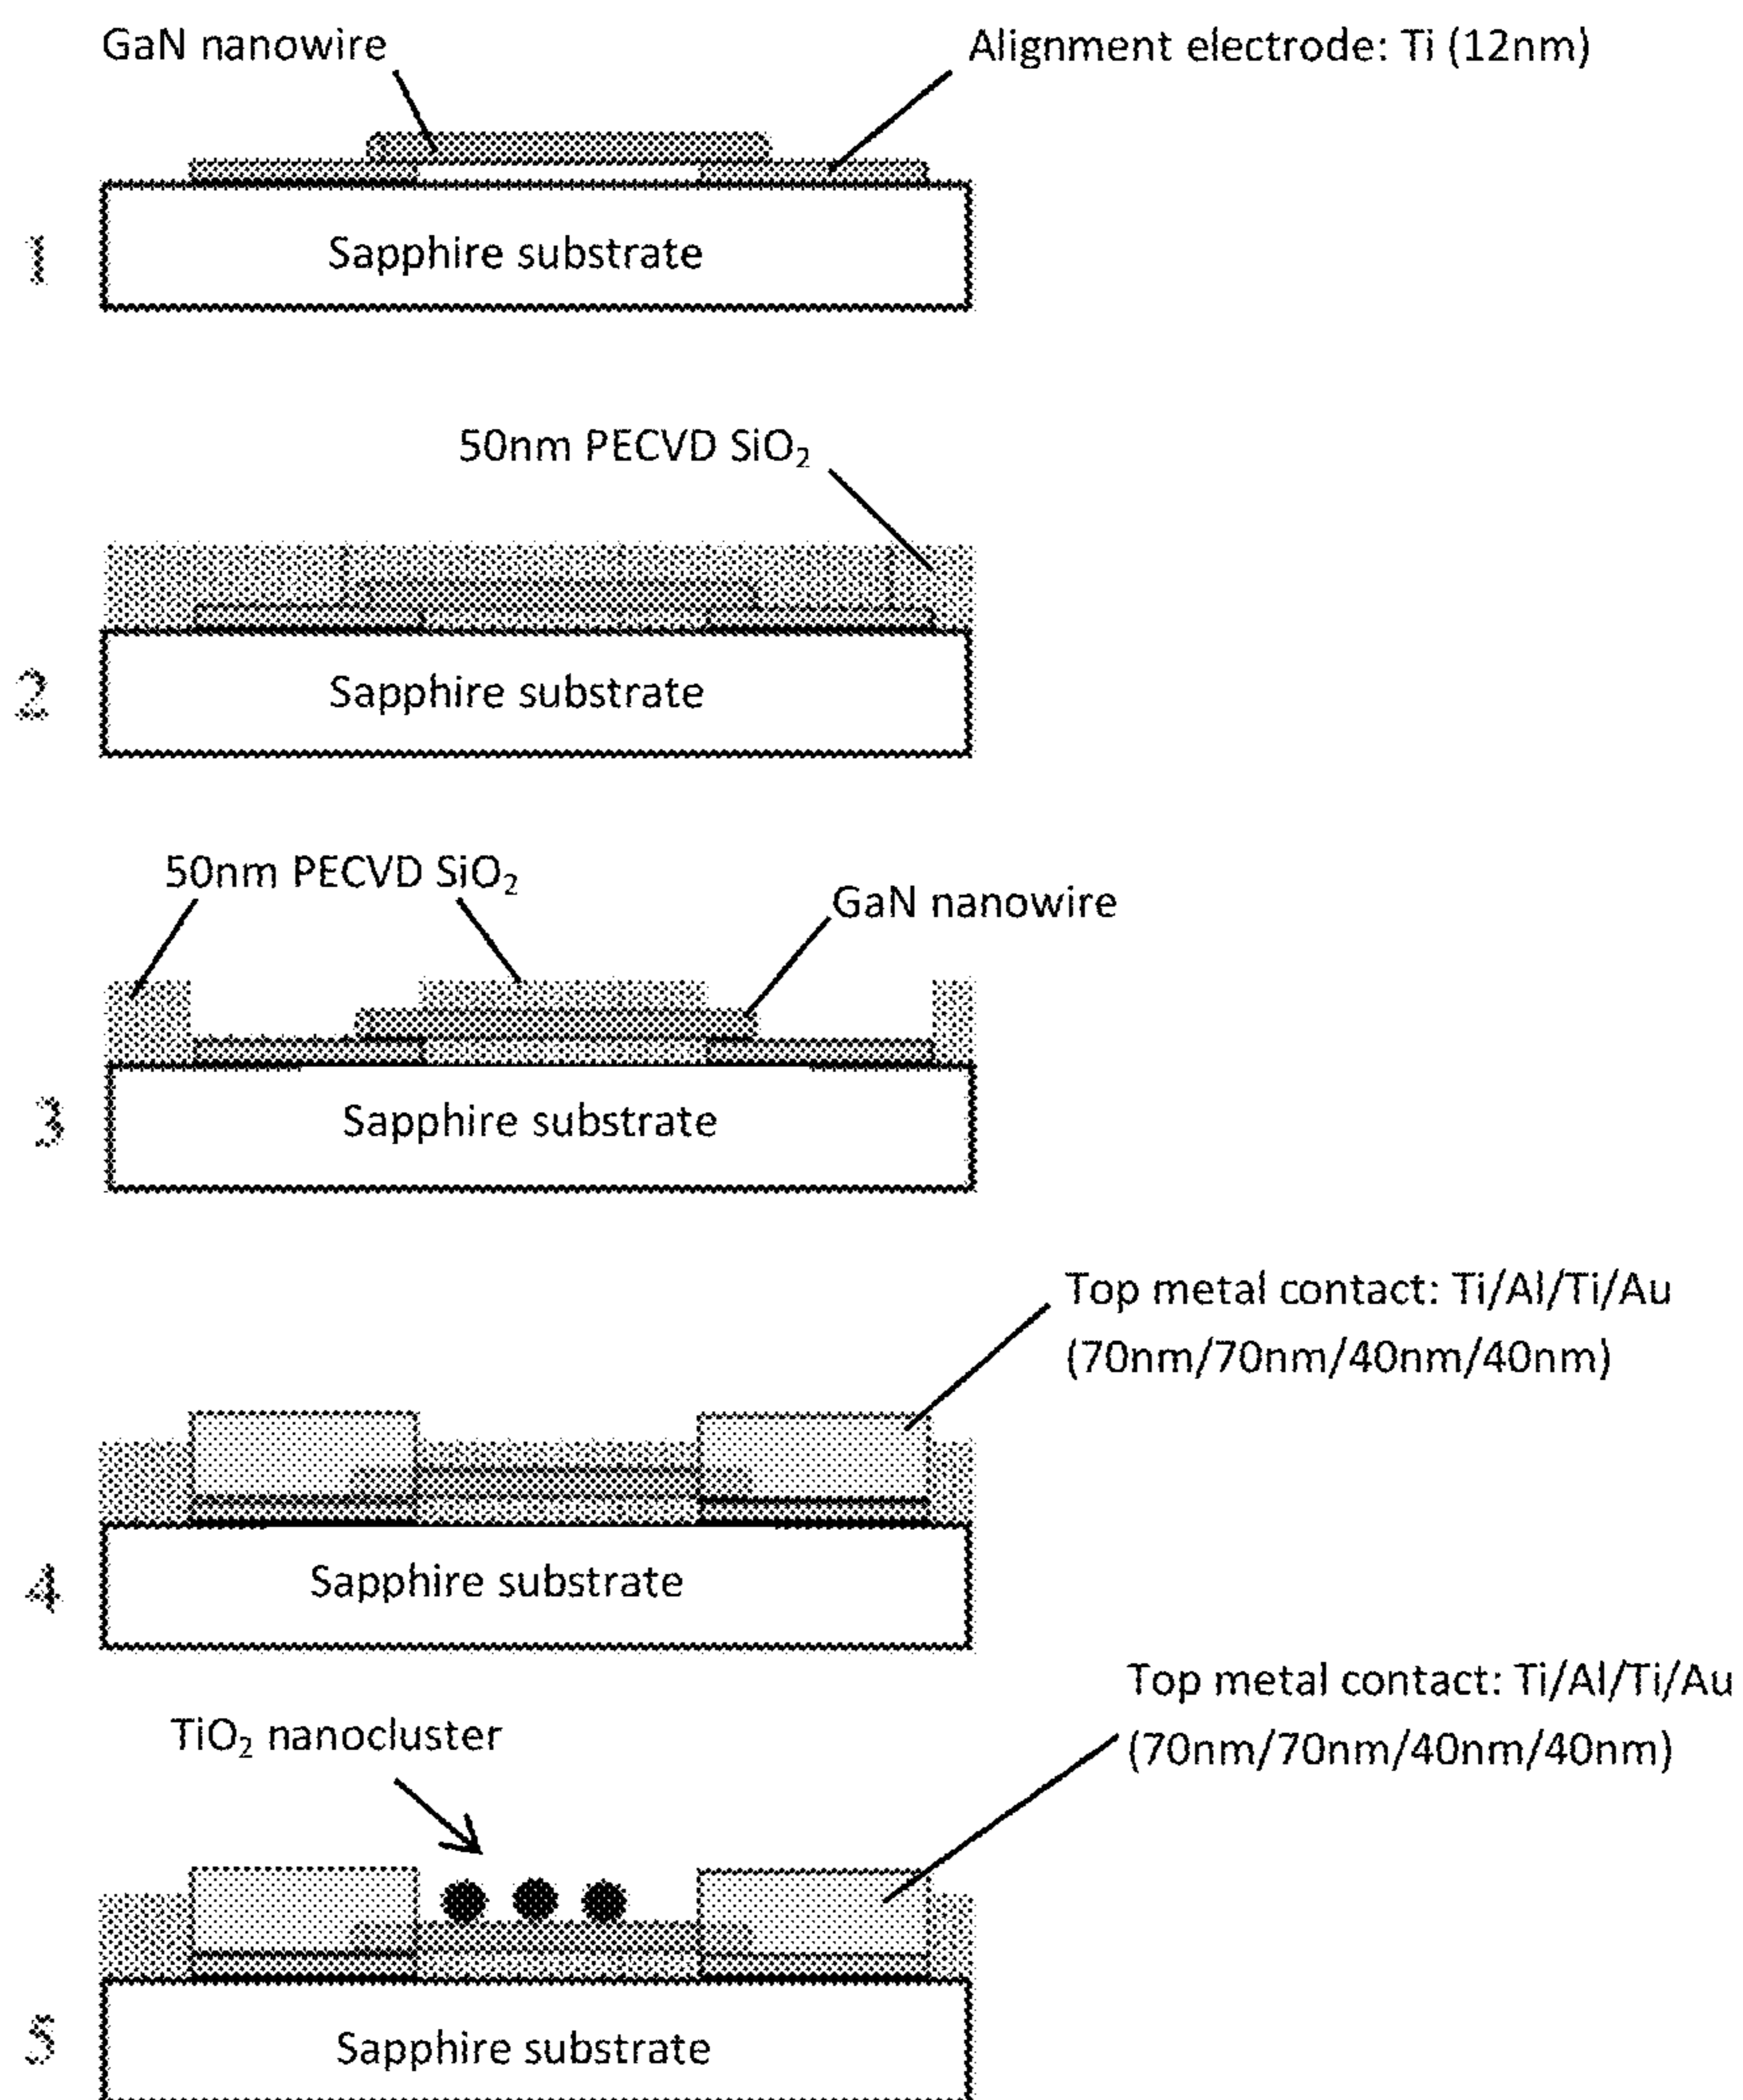 GaN nanowire
Alignment electrode: Ti (12nm)
Sapphire substrate
1
50nm PECVD SiO₂
Sapphire substrate
2
50nm PECVD SiO₂
GaN nanowire
Sapphire substrate
3
Top metal contact: Ti/Al/Ti/Au
(70nm/70nm/40nm/40nm)
Sapphire substrate
4
Top metal contact: Ti/Al/Ti/Au
(70nm/70nm/40nm/40nm)
TiO₂ nanocluster
Sapphire substrate
5